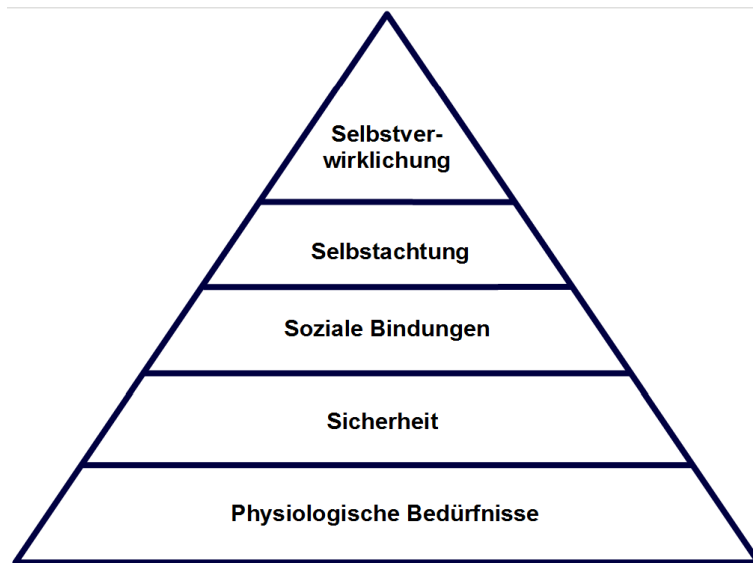 Selbstver-
wirklichung
Selbstachtung
Soziale Bindungen
Sicherheit
Physiologische Bedürfnisse